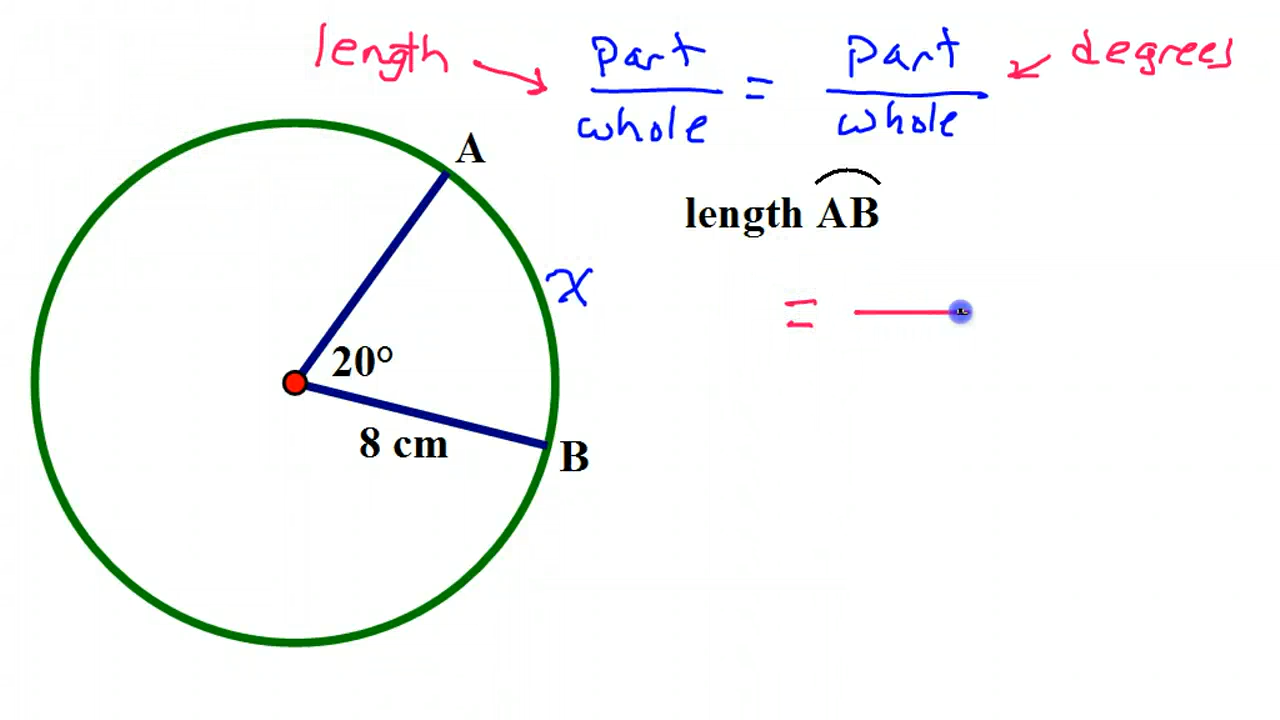 length → part/whole = part/whole ← degrees
A
length AB
x
=
20°
8 cm
B